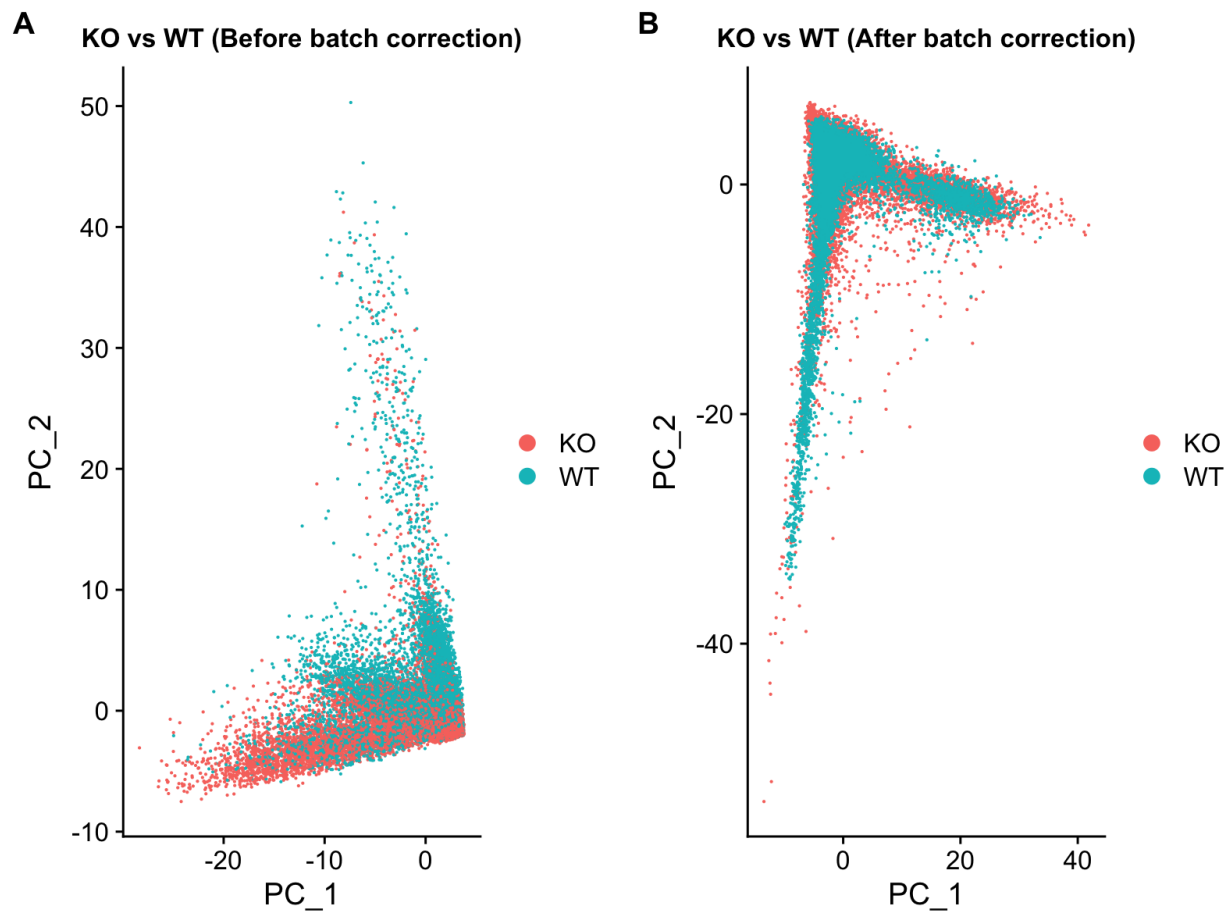 A
KO vs WT (Before batch correction)
50
40
30
20
10
0
-10
PC_2
-20
-10
0
PC_1
KO
WT
B
KO vs WT (After batch correction)
0
-20
-40
PC_2
0
20
40
PC_1
KO
WT